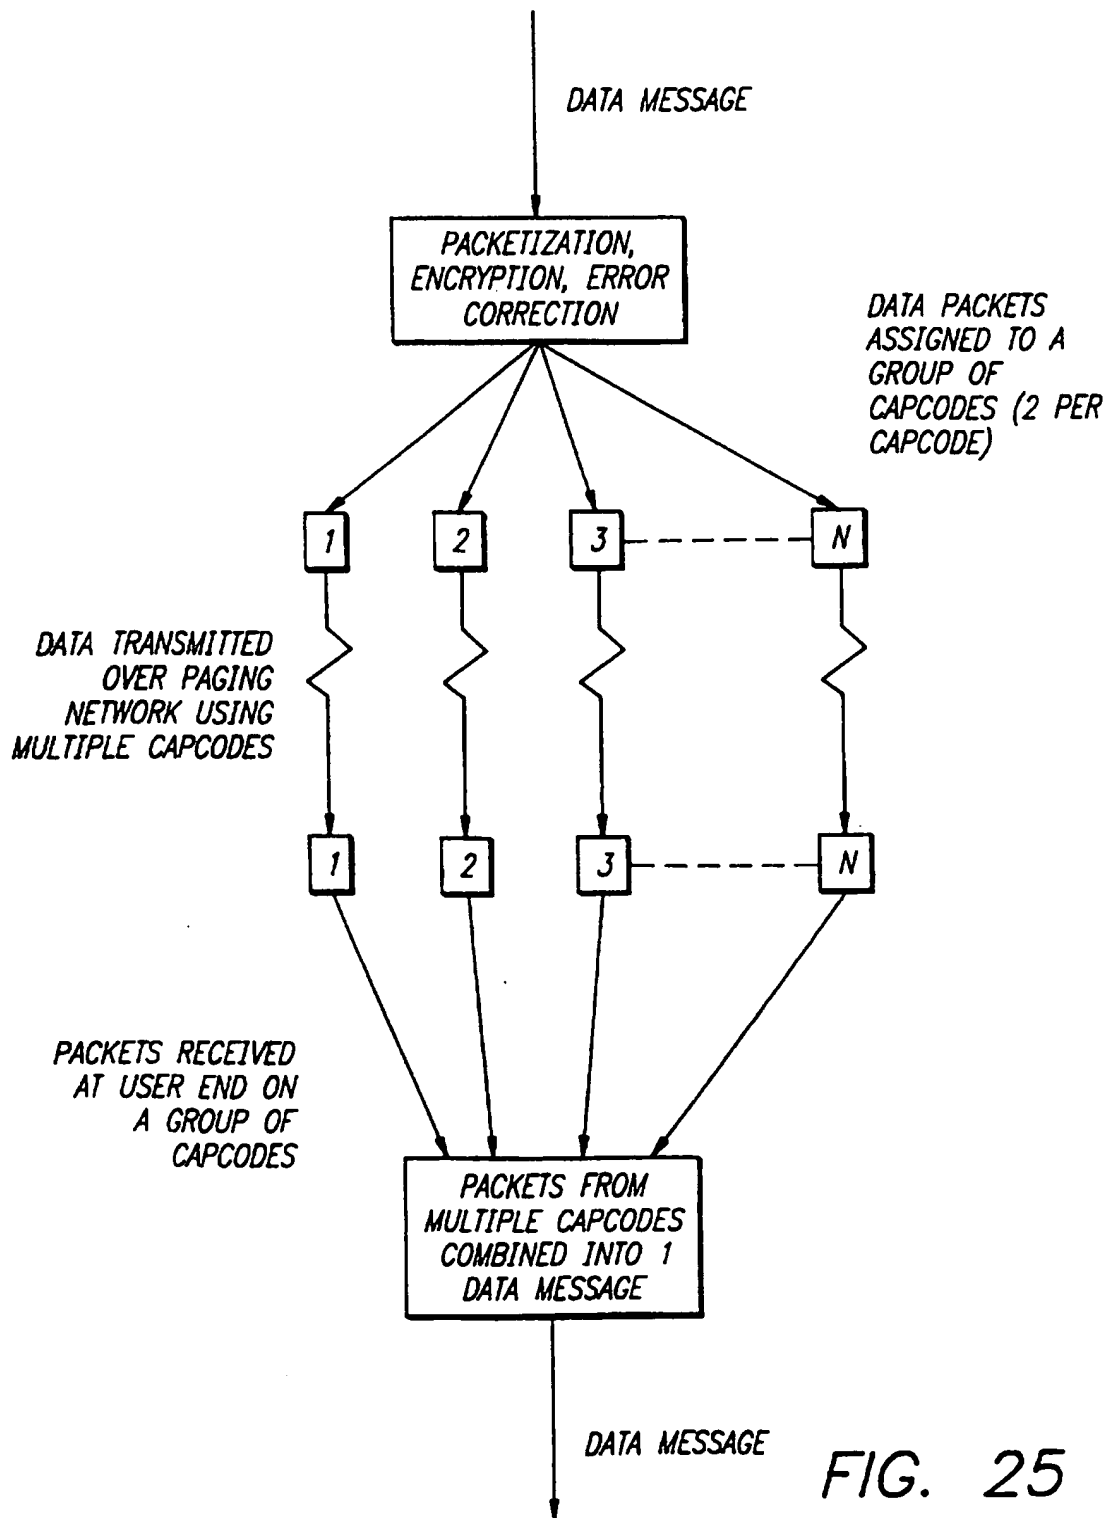 DATA MESSAGE
PACKETIZATION,
ENCRYPTION, ERROR
CORRECTION
DATA PACKETS
ASSIGNED TO A
GROUP OF
CAPCODES (2 PER
CAPCODE)
1
2
3
N
DATA TRANSMITTED
OVER PAGING
NETWORK USING
MULTIPLE CAPCODES
1
2
3
N
PACKETS RECEIVED
AT USER END ON
A GROUP OF
CAPCODES
PACKETS FROM
MULTIPLE CAPCODES
COMBINED INTO 1
DATA MESSAGE
DATA MESSAGE
FIG. 25